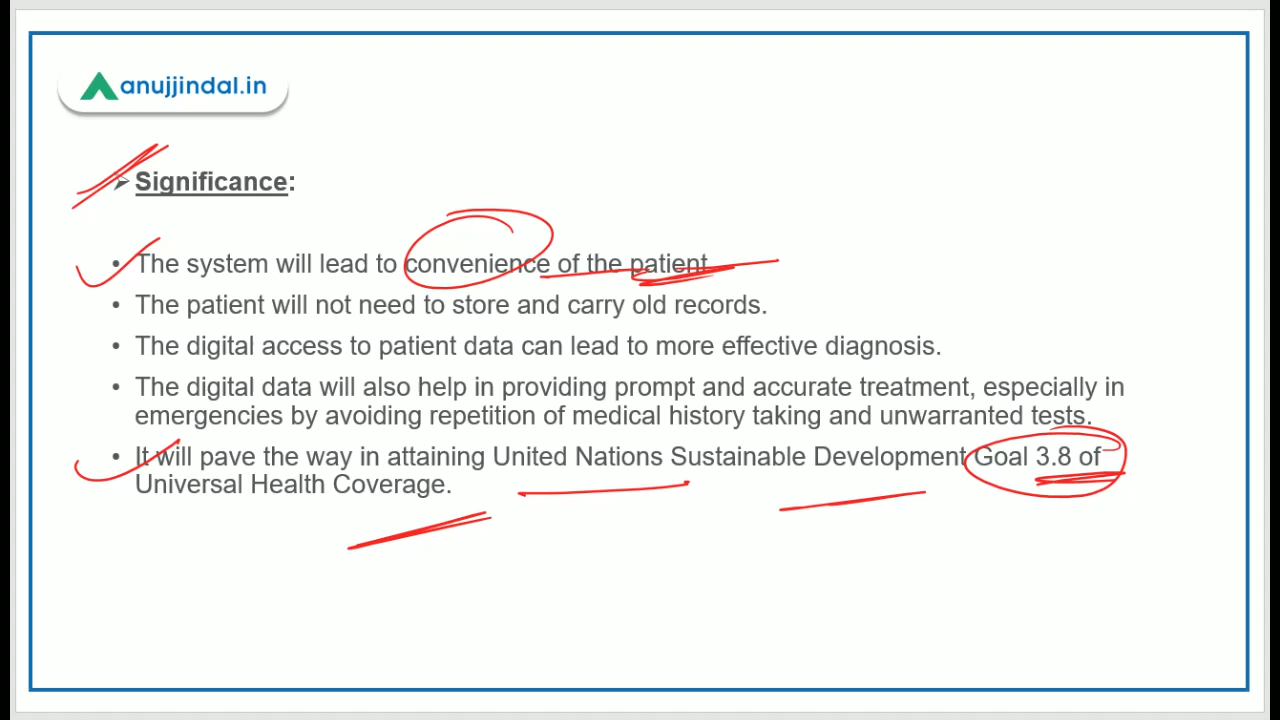 anujjindal.in
➤ Significance:
• The system will lead to convenience of the patient
• The patient will not need to store and carry old records.
• The digital access to patient data can lead to more effective diagnosis.
• The digital data will also help in providing prompt and accurate treatment, especially in
emergencies by avoiding repetition of medical history taking and unwarranted tests.
• It will pave the way in attaining United Nations Sustainable Development Goal 3.8 of
Universal Health Coverage.